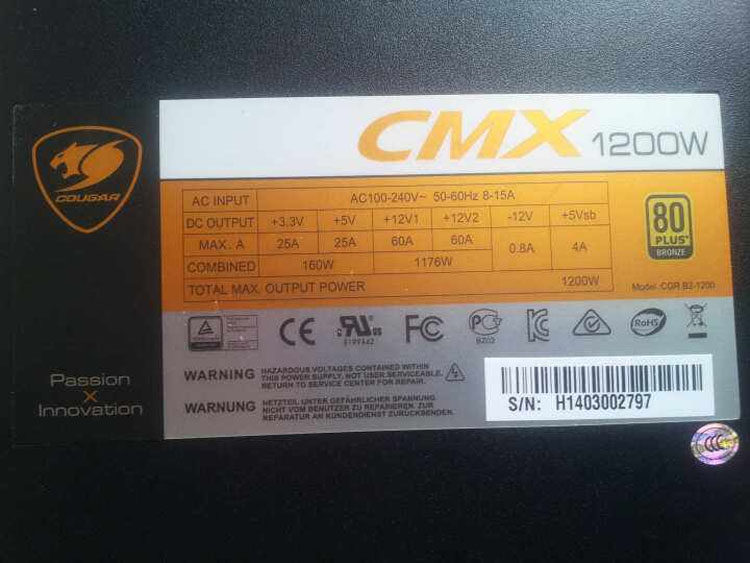 CMX 1200W
COUGAR
AC INPUT AC100-240V~ 50-60Hz 8-15A
DC OUTPUT +3.3V +5V +12V1 +12V2 -12V +5Vsb
MAX. A 25A 25A 60A 60A 0.8A 4A
COMBINED 160W 1176W
TOTAL MAX. OUTPUT POWER 1200W
80
PLUS
BRONZE
Model: CGR B2-1200
CE FC RoHS
WARNING HAZARDOUS VOLTAGES CONTAINED WITHIN
THIS POWER SUPPLY, NOT USER SERVICEABLE.
RETURN TO SERVICE CENTER FOR REPAIR.
WARNUNG NETZTEIL UNTER GEFÄHRLICHER SPANNUNG
NICHT VOM BENUTZER ZU REPARIEREN. ZUR
REPARATUR AN KUNDENDIENST ZURUCKSENDEN.
S/N: H1403002797
Passion
X
Innovation
CCC